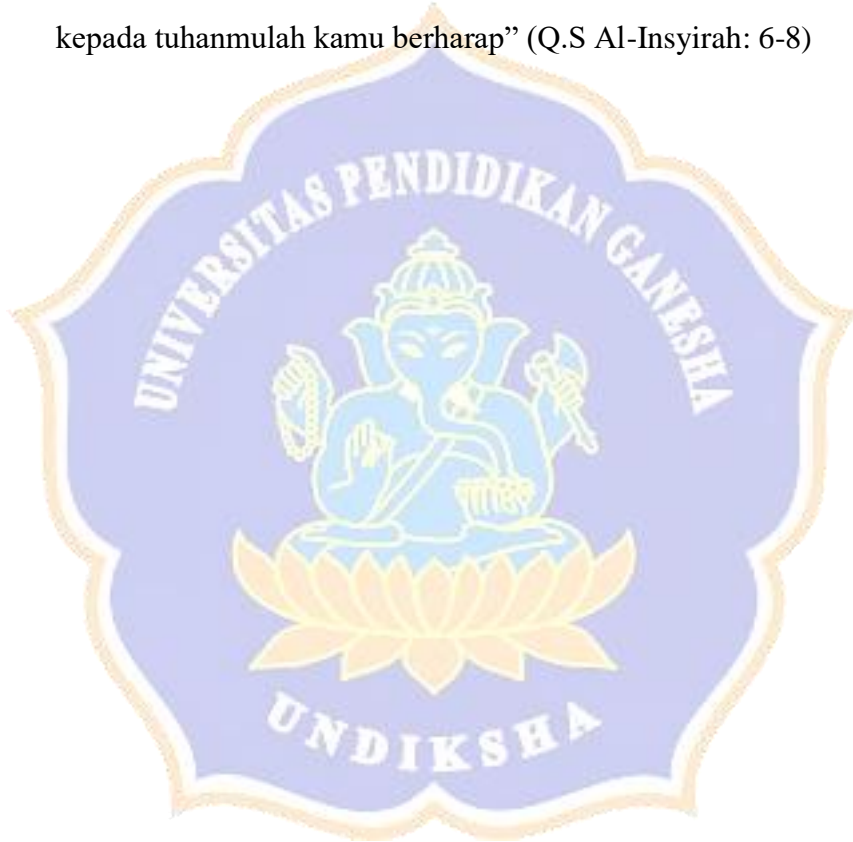 kepada tuhanmulah kamu berharap” (Q.S Al-Insyirah: 6-8)
UNIVERSITAS PENDIDIKAN GANESHA
UNDIKSHA